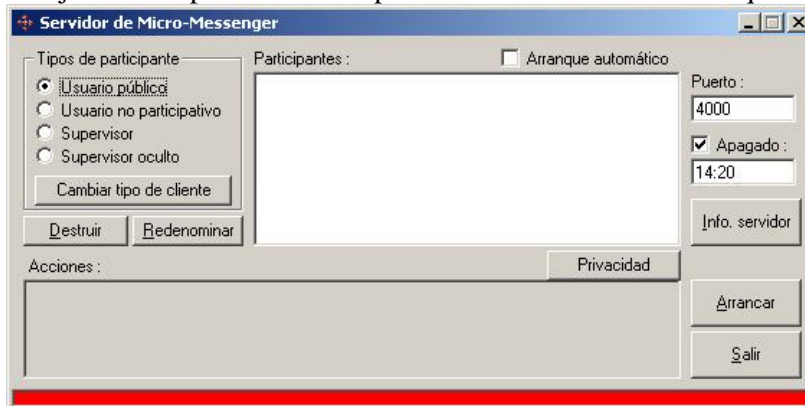 Servidor de Micro-Messenger
Tipos de participante
Usuario público
Usuario no participativo
Supervisor
Supervisor oculto
Cambiar tipo de cliente
Destruir
Redenominar
Participantes :
Arranque automático
Puerto :
4000
Apagado :
14:20
Info. servidor
Acciones :
Privacidad
Arrancar
Salir